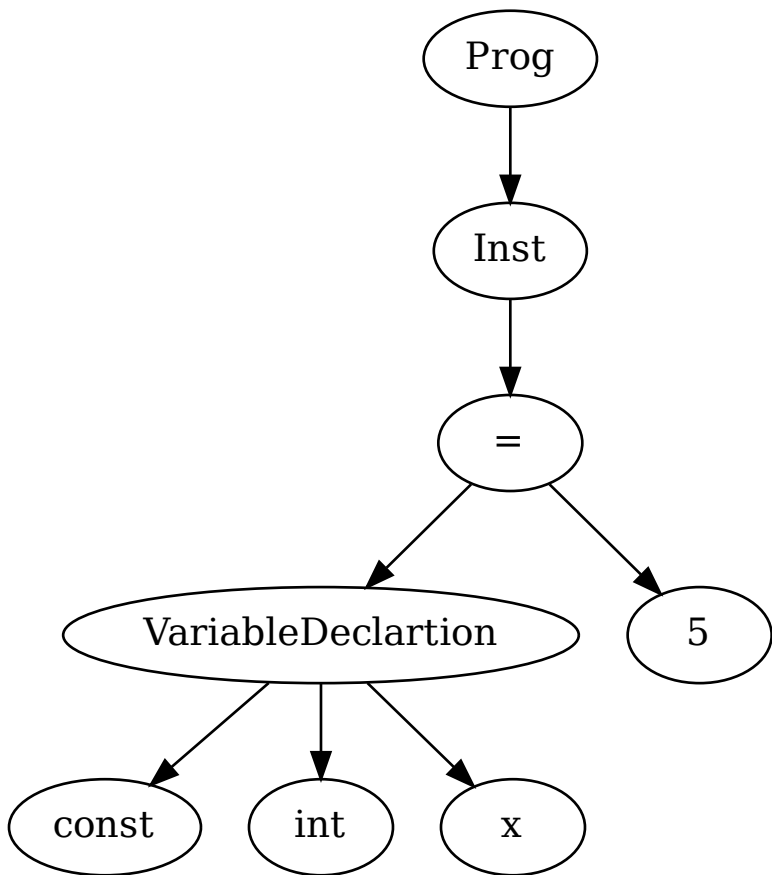 Prog
Inst
=
VariableDeclartion
5
const
int
x